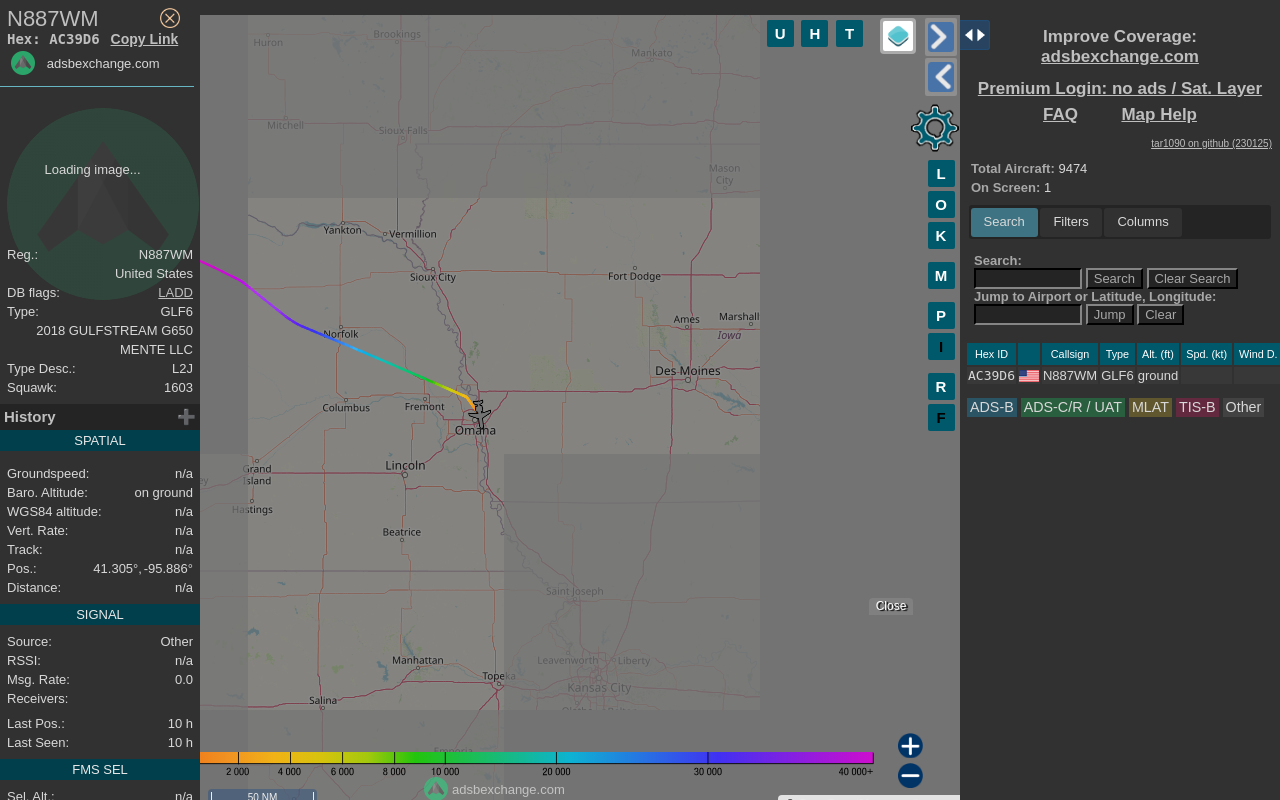 N887WM
Hex: AC39D6 Copy Link
adsbexchange.com
Loading image...
Reg.: N887WM
United States
DB flags: LADD
Type: GLF6
2018 GULFSTREAM G650
MENTE LLC
Type Desc.: L2J
Squawk: 1603
History
SPATIAL
Groundspeed: n/a
Baro. Altitude: on ground
WGS84 altitude: n/a
Vert. Rate: n/a
Track: n/a
Pos.: 41.305°, -95.886°
Distance: n/a
SIGNAL
Source: Other
RSSI: n/a
Msg. Rate: 0.0
Receivers:
Last Pos.: 10 h
Last Seen: 10 h
FMS SEL
Sel. Alt.: n/a
Huron
Brookings
Mankato
Mitchell
Sioux Falls
Mason
City
Yankton
Vermillion
Sioux City
Fort Dodge
Norfolk
Ames
Marshall
Iowa
Des Moines
Columbus
Fremont
Omaha
Lincoln
Grand
Island
Hastings
Beatrice
Saint Joseph
Manhattan
Leavenworth
Liberty
Topeka
Kansas City
Salina
Emporia
U H T
L
O
K
M
P
I
R
F
Close
2 000 4 000 6 000 8 000 10 000 20 000 30 000 40 000+
adsbexchange.com
50 NM
Improve Coverage:
adsbexchange.com
Premium Login: no ads / Sat. Layer
FAQ Map Help
tar1090 on github (230125)
Total Aircraft: 9474
On Screen: 1
Search Filters Columns
Search:
Search Clear Search
Jump to Airport or Latitude, Longitude:
Jump Clear
Hex ID Callsign Type Alt. (ft) Spd. (kt) Wind D.
AC39D6 N887WM GLF6 ground
ADS-B ADS-C/R / UAT MLAT TIS-B Other